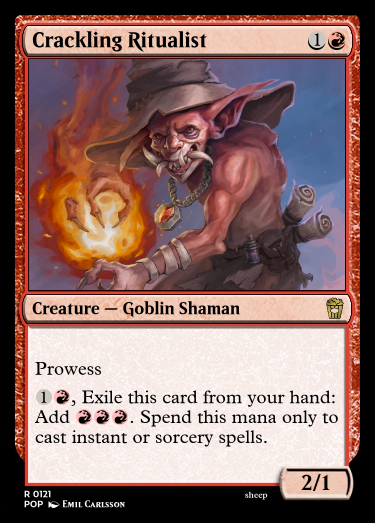 Crackling Ritualist 1
Creature — Goblin Shaman
Prowess
1, Exile this card from your hand:
Add . Spend this mana only to
cast instant or sorcery spells.
2/1
R 0121
POP EMIL CARLSSON
sheep